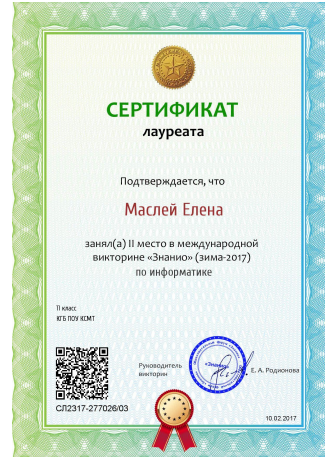 СЕРТИФИКАТ
лауреата
Подтверждается, что
Маслей Елена
занял(а) II место в международной
викторине «Знанио» (зима-2017)
по информатике
11 класс
КГБ ПОУ КСМТ
Руководитель
викторин
«Знанио»
Е. А. Родионова
СЛ2317-277026/03
10.02.2017